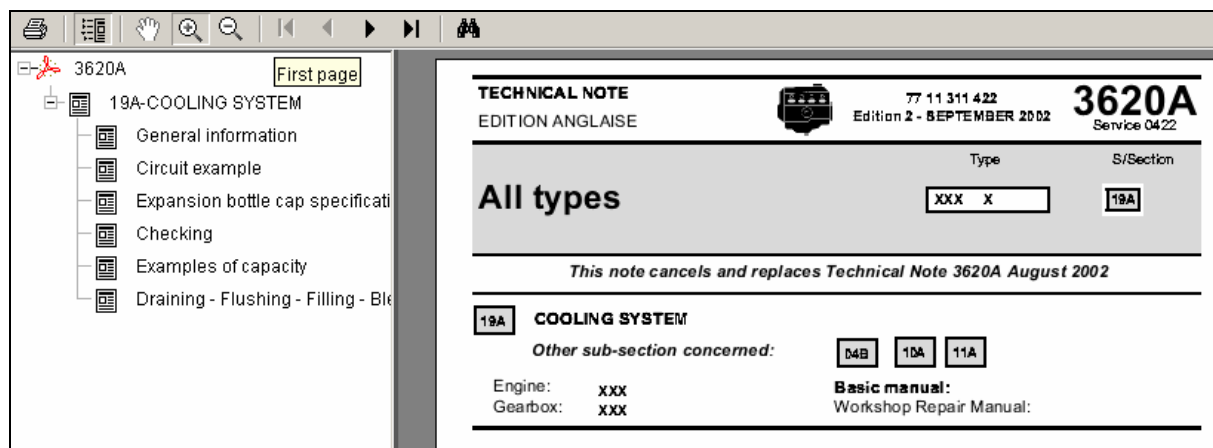 3620A
First page
19A-COOLING SYSTEM
General information
Circuit example
Expansion bottle cap specificati
Checking
Examples of capacity
Draining - Flushing - Filling - Ble
TECHNICAL NOTE
EDITION ANGLAISE
77 11 311 422
Edition 2 - SEPTEMBER 2002
3620A
Service 0422
All types
Type
XXX X
S/Section
19A
This note cancels and replaces Technical Note 3620A August 2002
19A COOLING SYSTEM
Other sub-section concerned: 04B 10A 11A
Engine: XXX
Gearbox: XXX
Basic manual:
Workshop Repair Manual: